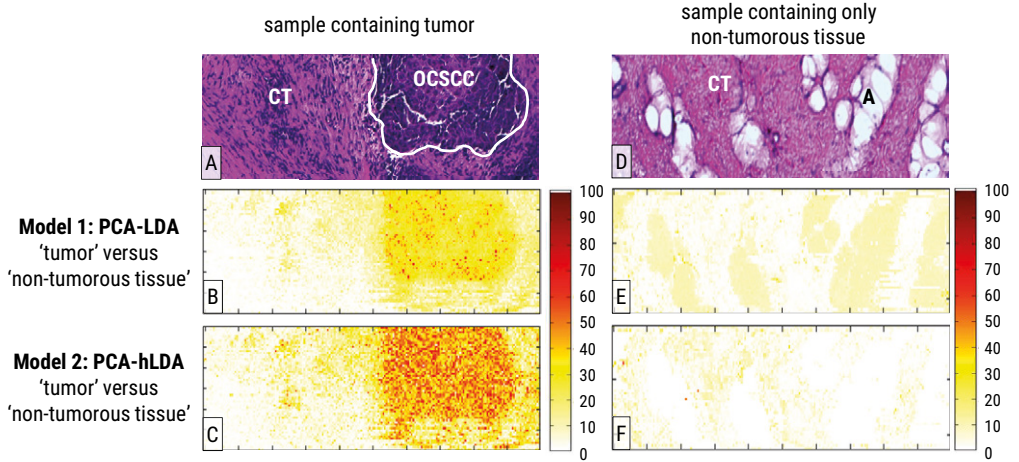 sample containing tumor
sample containing only
non-tumorous tissue
CT
OCSCC
A
CT
A
D
Model 1: PCA-LDA
'tumor' versus
'non-tumorous tissue'
B
100
90
80
70
60
50
40
30
20
10
0
E
100
90
80
70
60
50
40
30
20
10
0
Model 2: PCA-hLDA
'tumor' versus
'non-tumorous tissue'
C
100
90
80
70
60
50
40
30
20
10
0
F
100
90
80
70
60
50
40
30
20
10
0